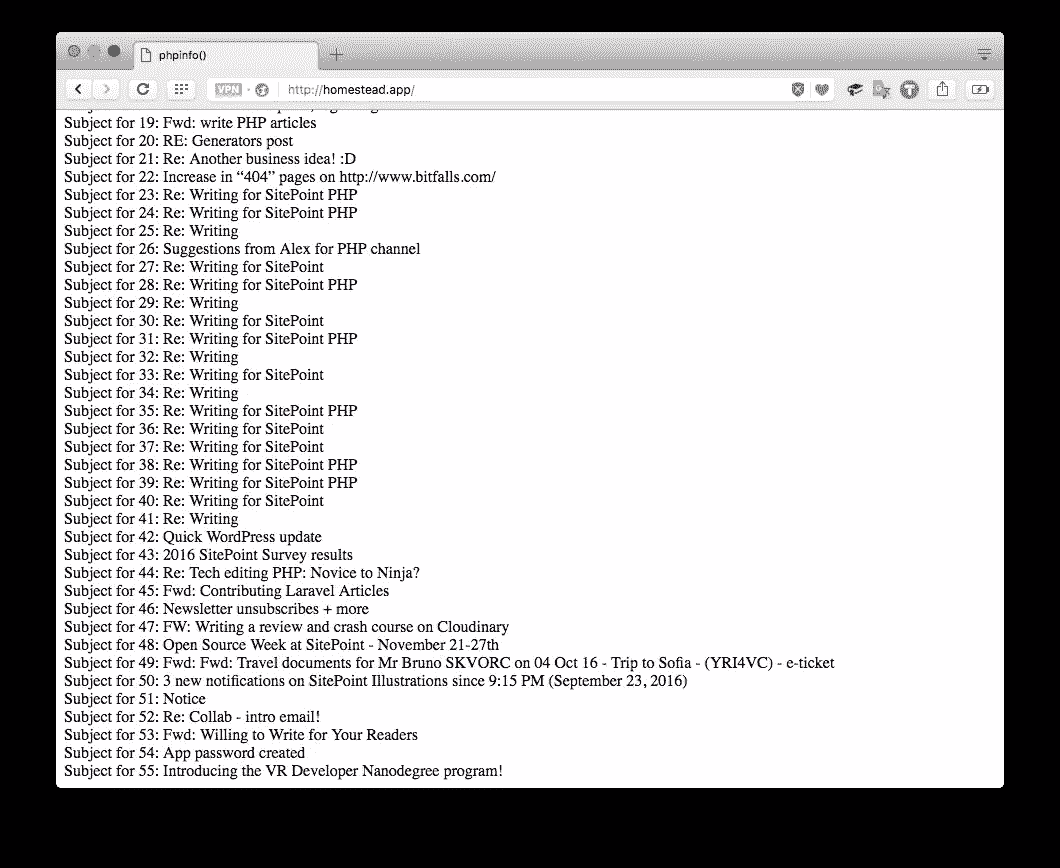 phpinfo()
VPN
http://homestead.app/
Subject for 19: Fwd: write PHP articles
Subject for 20: RE: Generators post
Subject for 21: Re: Another business idea! :D
Subject for 22: Increase in “404” pages on http://www.bitfalls.com/
Subject for 23: Re: Writing for SitePoint PHP
Subject for 24: Re: Writing for SitePoint PHP
Subject for 25: Re: Writing
Subject for 26: Suggestions from Alex for PHP channel
Subject for 27: Re: Writing for SitePoint
Subject for 28: Re: Writing for SitePoint PHP
Subject for 29: Re: Writing
Subject for 30: Re: Writing for SitePoint
Subject for 31: Re: Writing for SitePoint PHP
Subject for 32: Re: Writing
Subject for 33: Re: Writing for SitePoint
Subject for 34: Re: Writing
Subject for 35: Re: Writing for SitePoint PHP
Subject for 36: Re: Writing for SitePoint
Subject for 37: Re: Writing for SitePoint
Subject for 38: Re: Writing for SitePoint PHP
Subject for 39: Re: Writing for SitePoint PHP
Subject for 40: Re: Writing for SitePoint
Subject for 41: Re: Writing
Subject for 42: Quick WordPress update
Subject for 43: 2016 SitePoint Survey results
Subject for 44: Re: Tech editing PHP: Novice to Ninja?
Subject for 45: Fwd: Contributing Laravel Articles
Subject for 46: Newsletter unsubscribes + more
Subject for 47: FW: Writing a review and crash course on Cloudinary
Subject for 48: Open Source Week at SitePoint - November 21-27th
Subject for 49: Fwd: Fwd: Travel documents for Mr Bruno SKVORC on 04 Oct 16 - Trip to Sofia - (YRI4VC) - e-ticket
Subject for 50: 3 new notifications on SitePoint Illustrations since 9:15 PM (September 23, 2016)
Subject for 51: Notice
Subject for 52: Re: Collab - intro email!
Subject for 53: Fwd: Willing to Write for Your Readers
Subject for 54: App password created
Subject for 55: Introducing the VR Developer Nanodegree program!